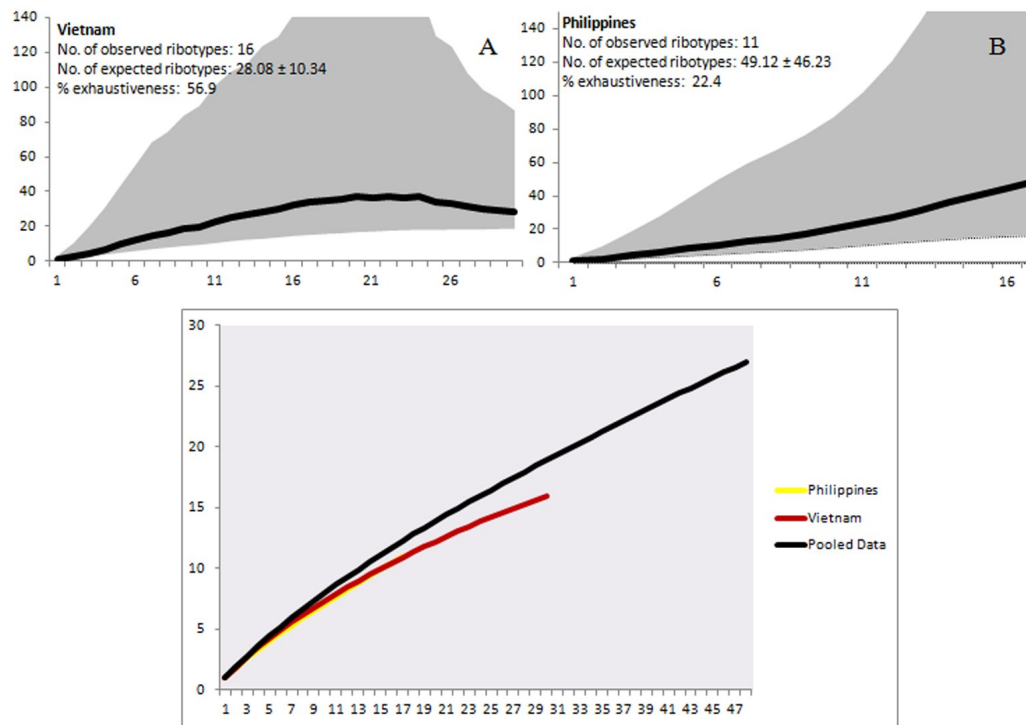 Vietnam
No. of observed ribotypes: 16
No. of expected ribotypes: 28.08 ± 10.34
% exhaustiveness: 56.9
A
140
120
100
80
60
40
20
0
1 6 11 16 21 26
Philippines
No. of observed ribotypes: 11
No. of expected ribotypes: 49.12 ± 46.23
% exhaustiveness: 22.4
B
140
120
100
80
60
40
20
0
1 6 11 16
30
25
20
15
10
5
0
1 3 5 7 9 11 13 15 17 19 21 23 25 27 29 31 33 35 37 39 41 43 45 47
Philippines
Vietnam
Pooled Data